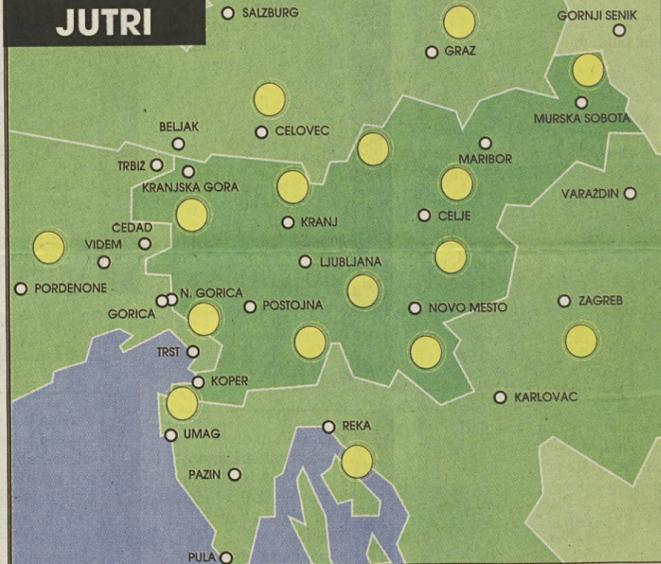 JUTRI
SALZBURG
GORNJI SENIK
GRAZ
MURSKA SOBOTA
BELJAK
CELOVEC
MARIBOR
TRBIŽ
KRANJSKA GORA
VARAŽDIN
ČEDAD
KRANJ
CELJE
VIDEM
LJUBLJANA
PORDENONE
N. GORICA
GORICA
POSTOJNA
NOVO MESTO
ZAGREB
TRST
KOPER
KARLOVAC
UMAG
REKA
PAZIN
PULA